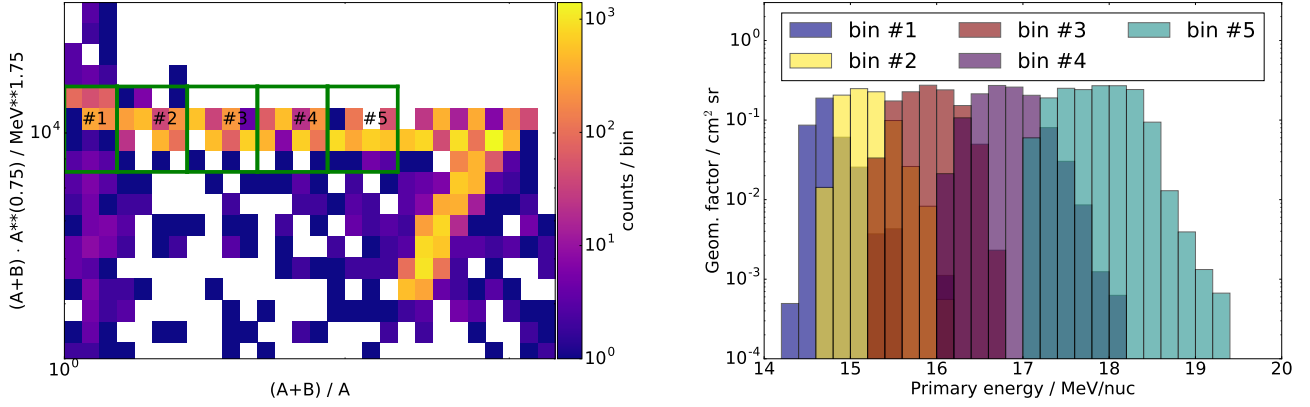 (A+B) · A**(0.75) / MeV**1.75
10^4
10^0
#1 #2 #3 #4 #5
(A+B) / A
10^3
10^2
10^1
10^0
counts / bin
Geom. factor / cm^2 sr
10^0
10^-1
10^-2
10^-3
10^-4
bin #1 bin #3 bin #5
bin #2 bin #4
14 15 16 17 18 19 20
Primary energy / MeV/nuc